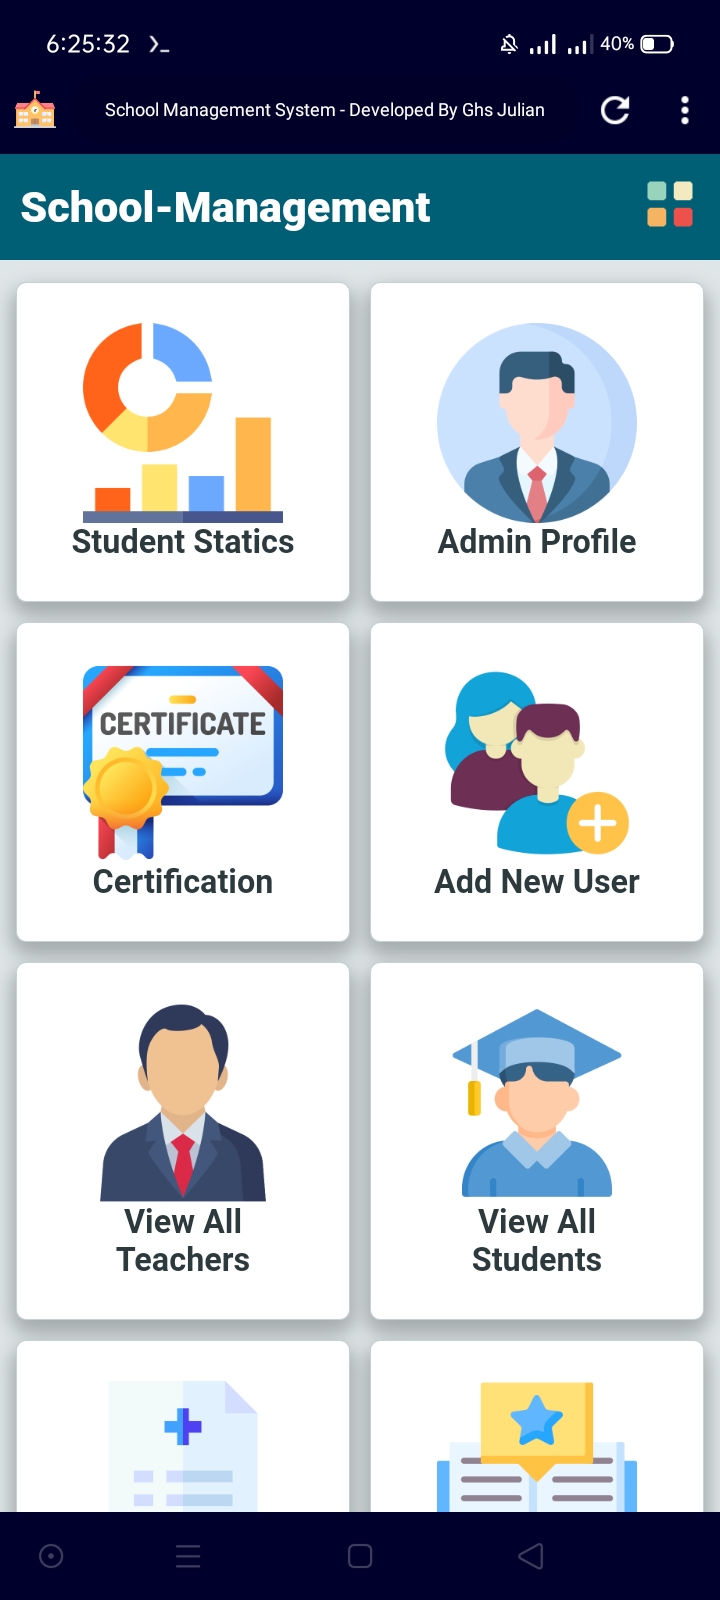 6:25:32
40%
School Management System - Developed By Ghs Julian
School-Management
Student Statics
Admin Profile
CERTIFICATE
Certification
Add New User
View All
Teachers
View All
Students